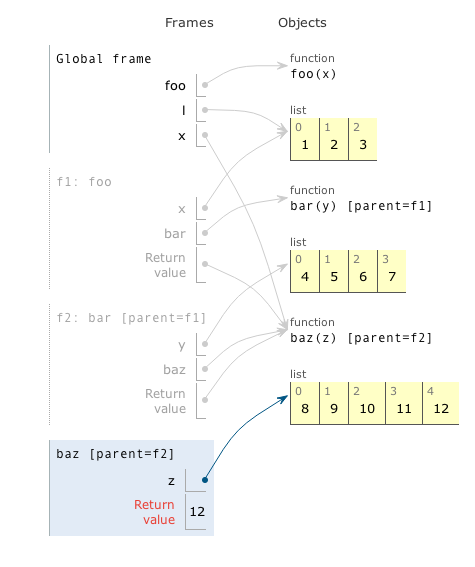 Frames Objects
Global frame
foo
l
x
function
foo(x)
list
0 1 2
1 2 3
f1: foo
x
bar
Return
value
function
bar(y) [parent=f1]
list
0 1 2 3
4 5 6 7
f2: bar [parent=f1]
y
baz
Return
value
function
baz(z) [parent=f2]
list
0 1 2 3 4
8 9 10 11 12
baz [parent=f2]
z
Return
value
12